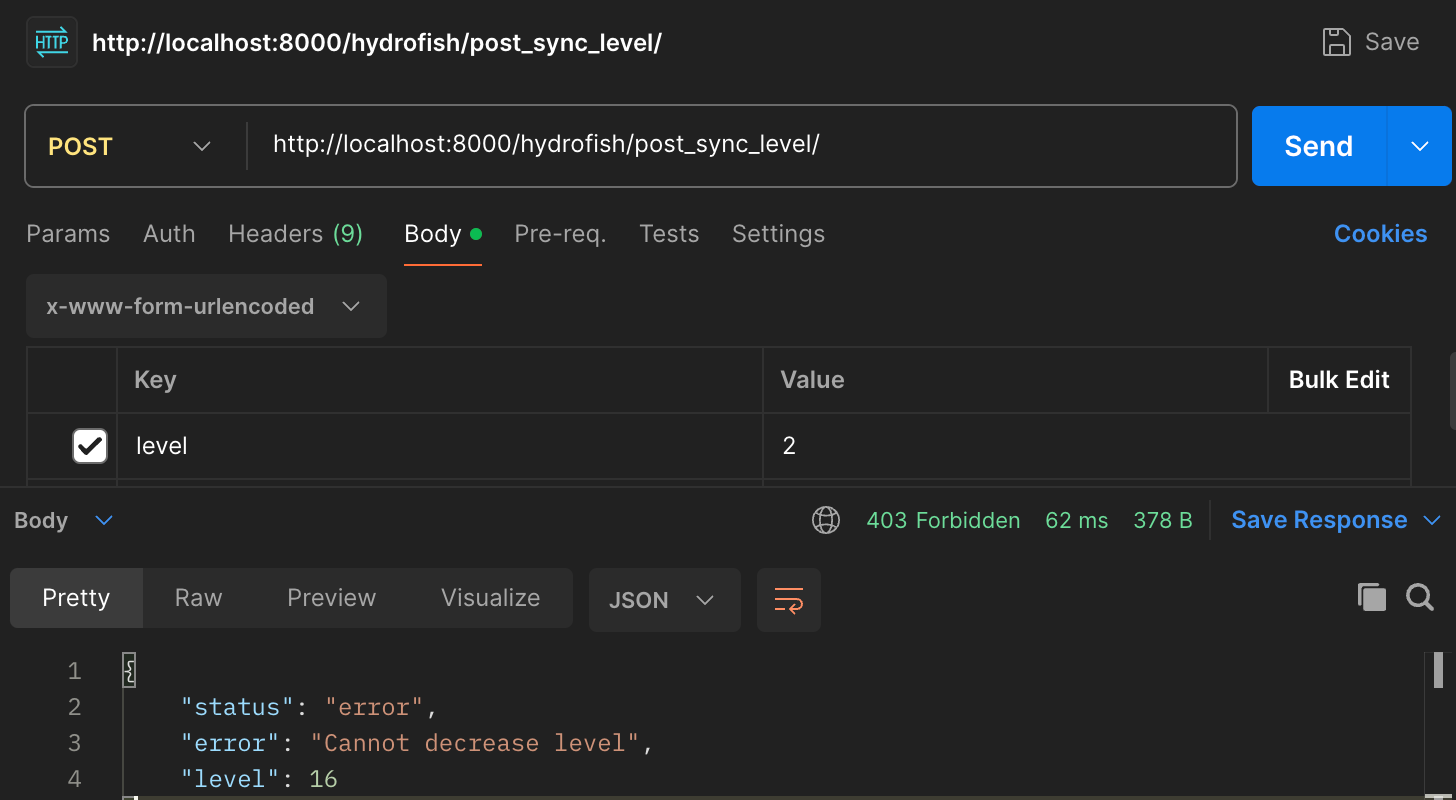 HTTP http://localhost:8000/hydrofish/post_sync_level/ Save
POST http://localhost:8000/hydrofish/post_sync_level/ Send
Params Auth Headers (9) Body Pre-req. Tests Settings Cookies
x-www-form-urlencoded
Key Value Bulk Edit
level 2
Body 403 Forbidden 62 ms 378 B Save Response
Pretty Raw Preview Visualize JSON
1 {
2 "status": "error",
3 "error": "Cannot decrease level",
4 "level": 16